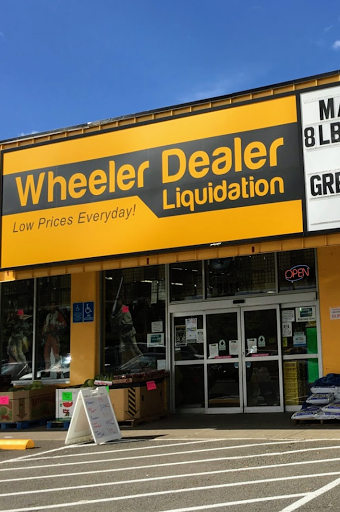 Wheeler Dealer
Liquidation
Low Prices Everyday!
MA
8 LB
GRE
OPEN